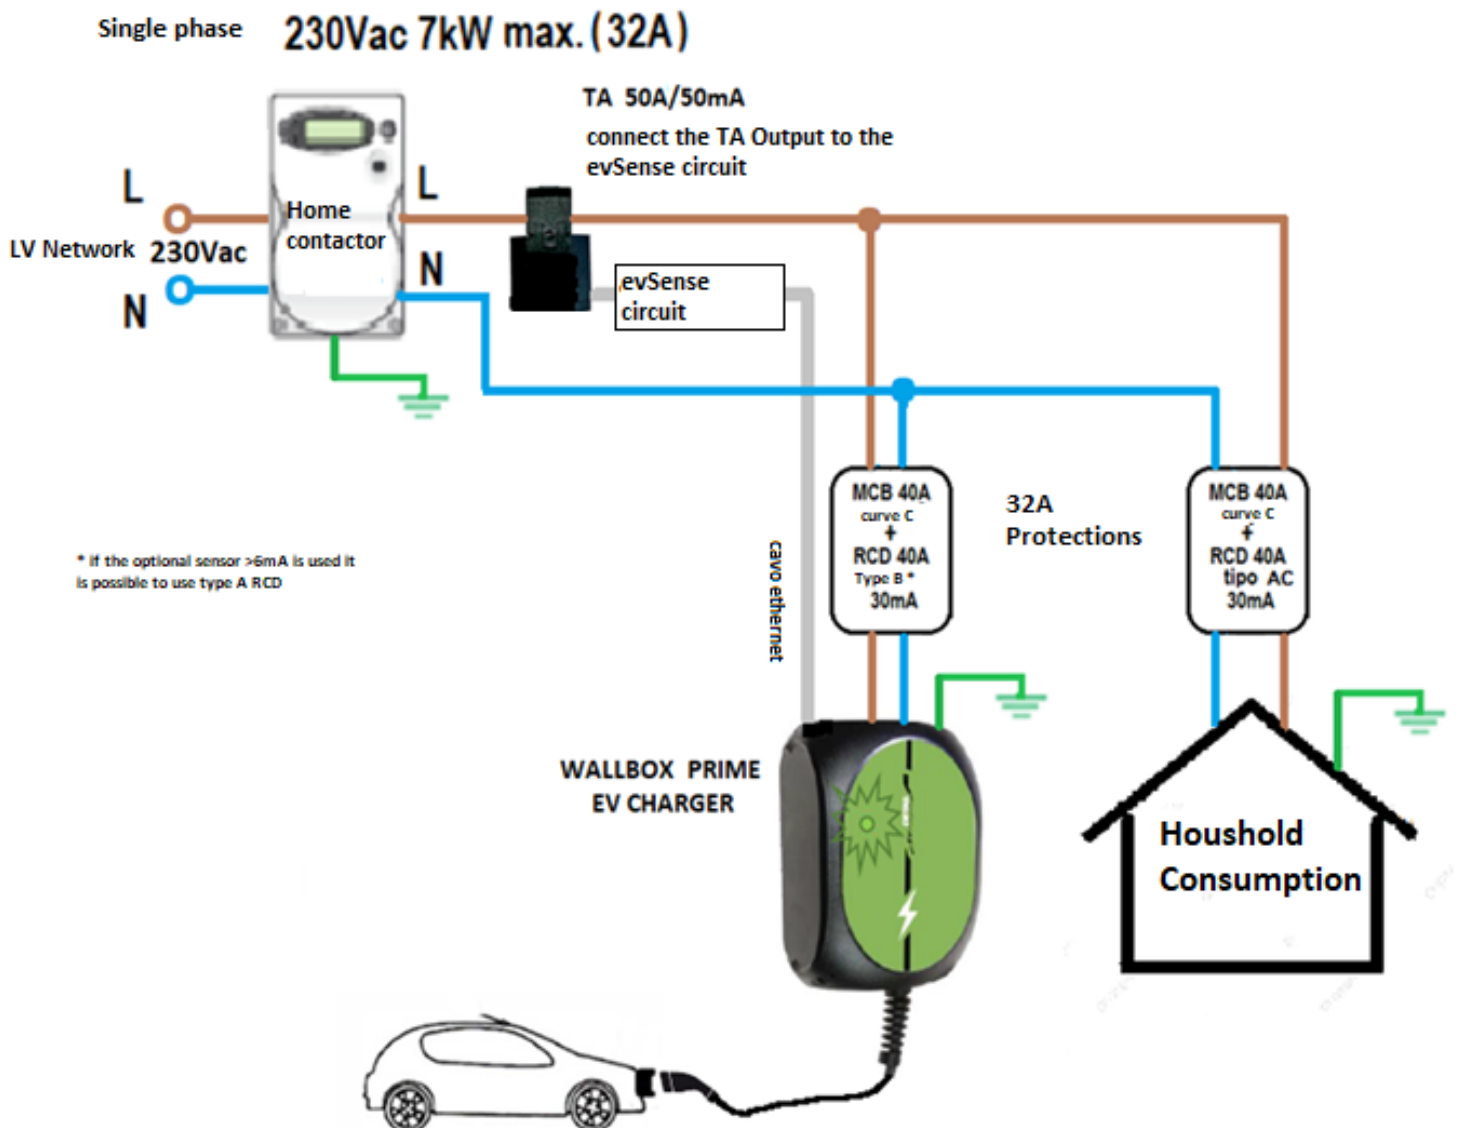 Single phase 230Vac 7kW max. (32A)
TA 50A/50mA
connect the TA Output to the
evSense circuit
L
L
Home
contactor
LV Network 230Vac
N
N
evSense
circuit
MCB 40A
curve C
+
RCD 40A
Type B *
30mA
32A
Protections
MCB 40A
curve C
+
RCD 40A
tipo AC
30mA
* if the optional sensor >6mA is used it
is possible to use type A RCD
cavo ethernet
WALLBOX PRIME
EV CHARGER
Houshold
Consumption